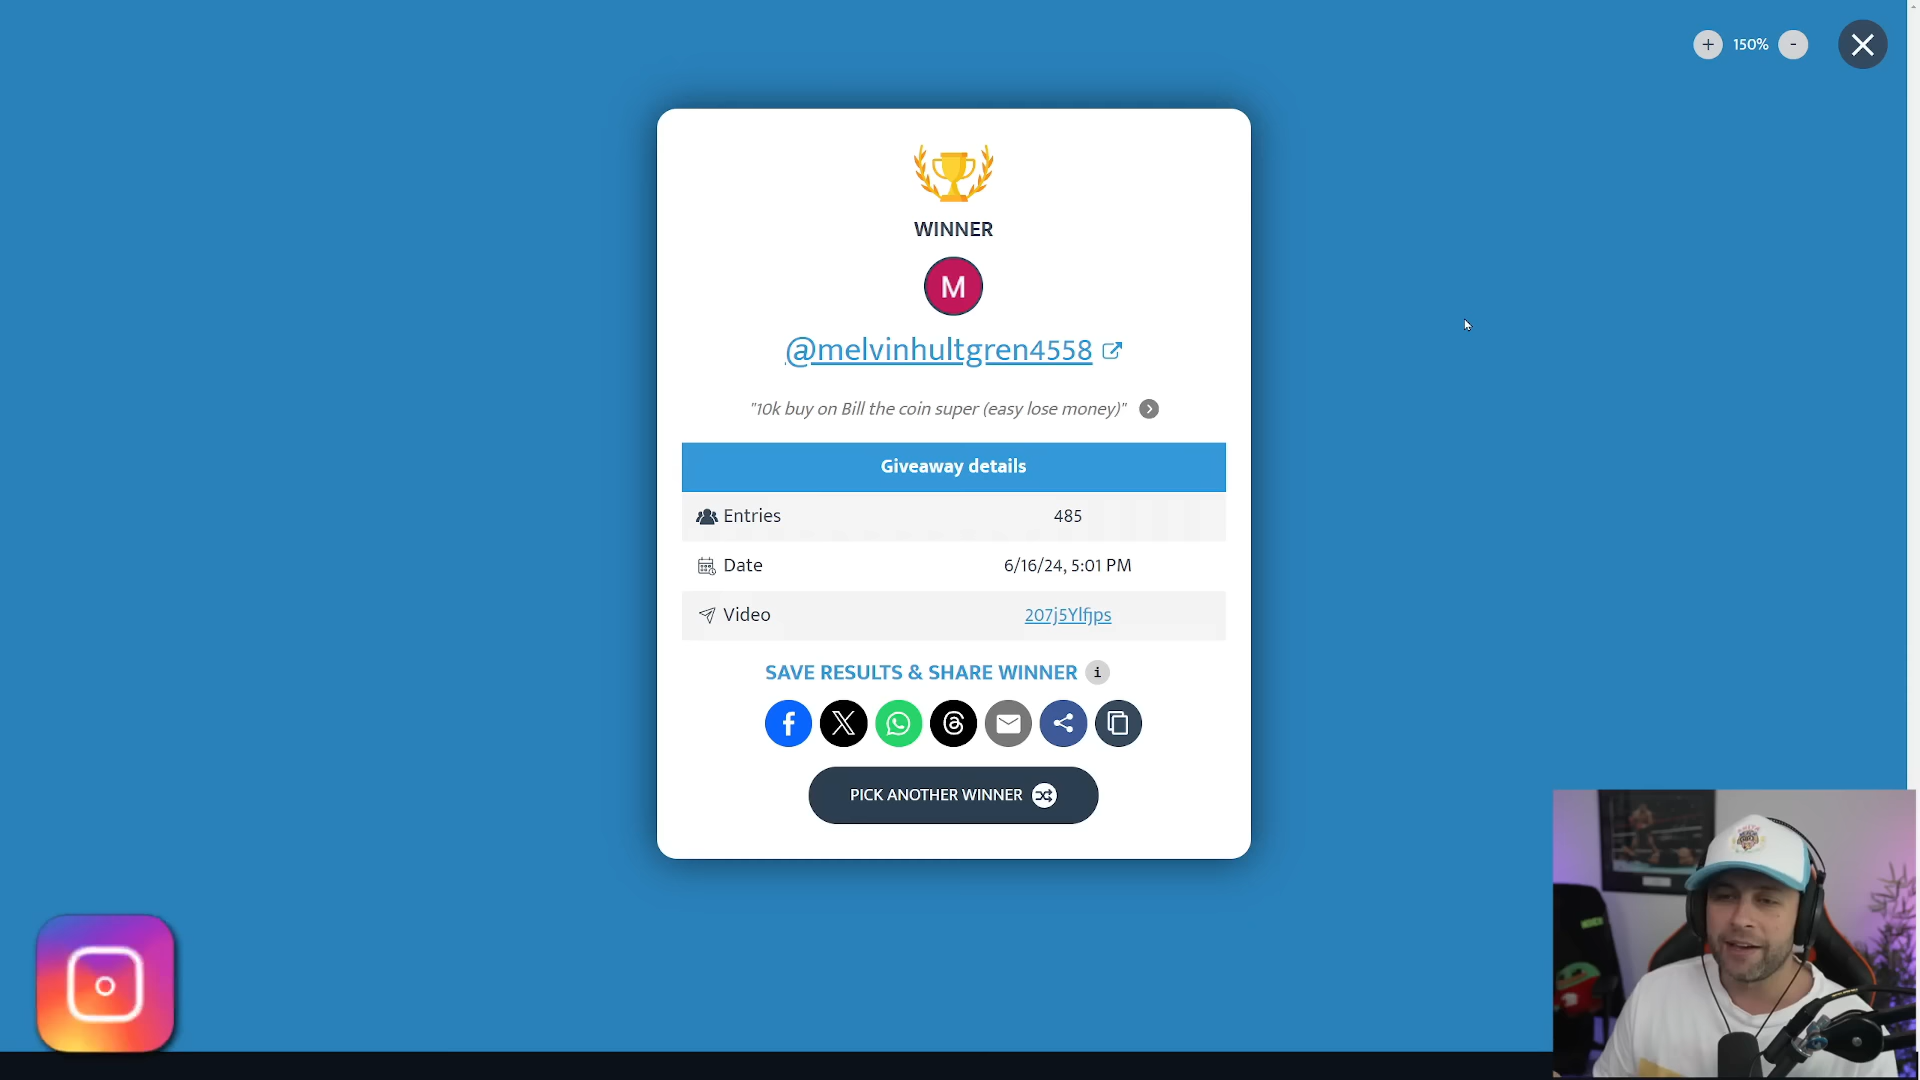 + 150% -
WINNER
M
@melvinhultgren4558
"10k buy on Bill the coin super (easy lose money)"
Giveaway details
Entries 485
Date 6/16/24, 5:01 PM
Video 207j5Ylfjps
SAVE RESULTS & SHARE WINNER i
PICK ANOTHER WINNER